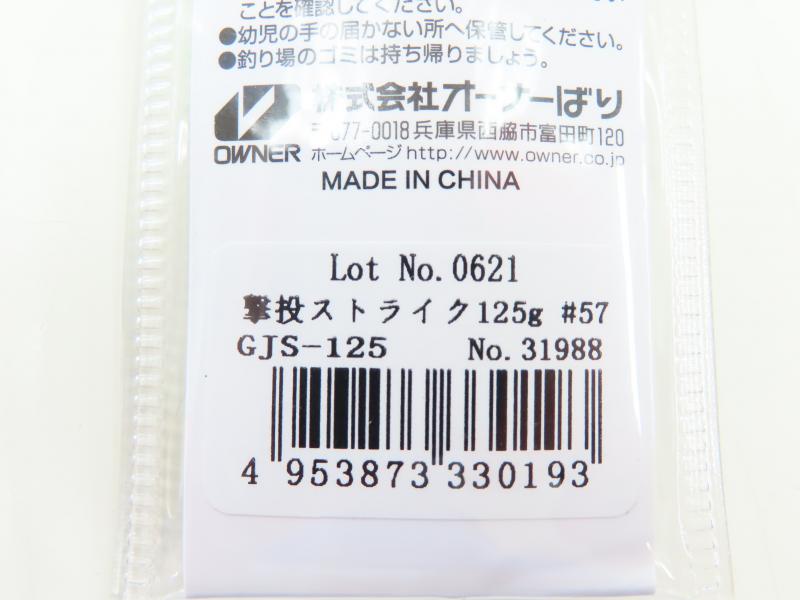 ことを確認してください。
●幼児の手の届かない所へ保管してください。
●釣り場のゴミは持ち帰りましょう。
株式会社オーナーばり
〒677-0018 兵庫県西脇市富田町120
OWNER ホームページ http://www.owner.co.jp
MADE IN CHINA
Lot No.0621
撃投ストライク125g #57
GJS-125 No.31988
4 953873 330193